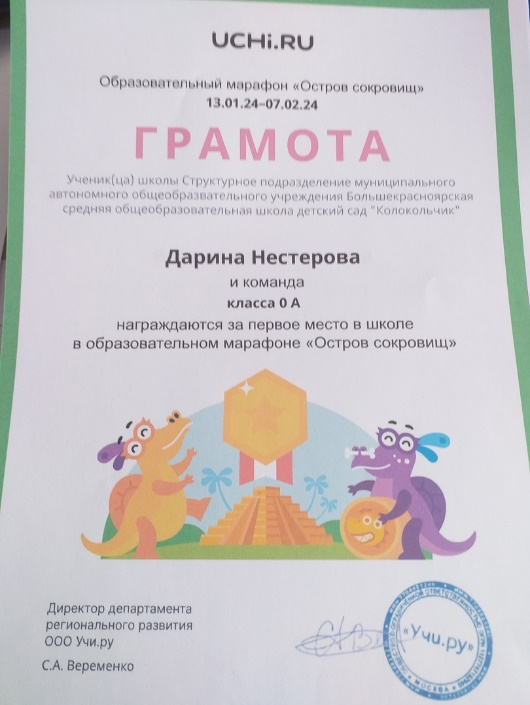 UCHi.RU
Образовательный марафон «Остров сокровищ»
13.01.24–07.02.24
ГРАМОТА
Ученик(ца) школы Структурное подразделение муниципального
автономного общеобразвательного учреждения Большекрасноярская
средняя общеобразовательная школа детский сад "Колокольчик"
Дарина Нестерова
и команда
класса 0 А
награждаются за первое место в школе
в образовательном марафоне «Остров сокровищ»
Директор департамента
регионального развития
ООО Учи.ру
С.А. Веременко
«Учи.ру»
МОСКВА